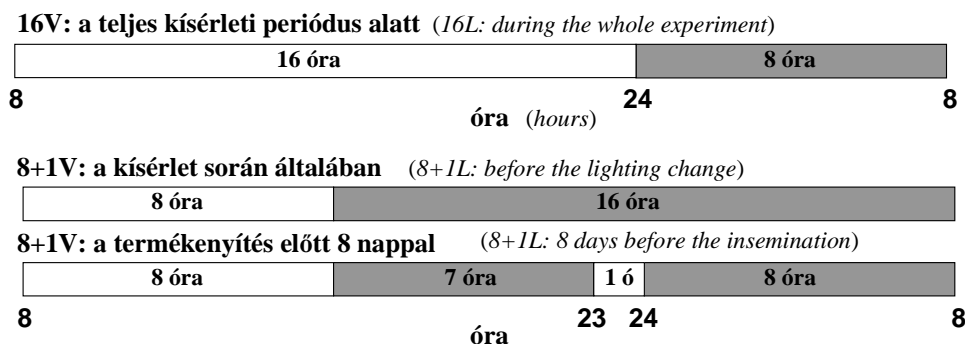 16V: a teljes kísérleti periódus alatt (16L: during the whole experiment)
16 óra 8 óra
8 24 8
óra (hours)
8+1V: a kísérlet során általában (8+1L: before the lighting change)
8 óra 16 óra
8+1V: a termékenyítés előtt 8 nappal (8+1L: 8 days before the insemination)
8 óra 7 óra 1 ó 8 óra
8 23 24 8
óra